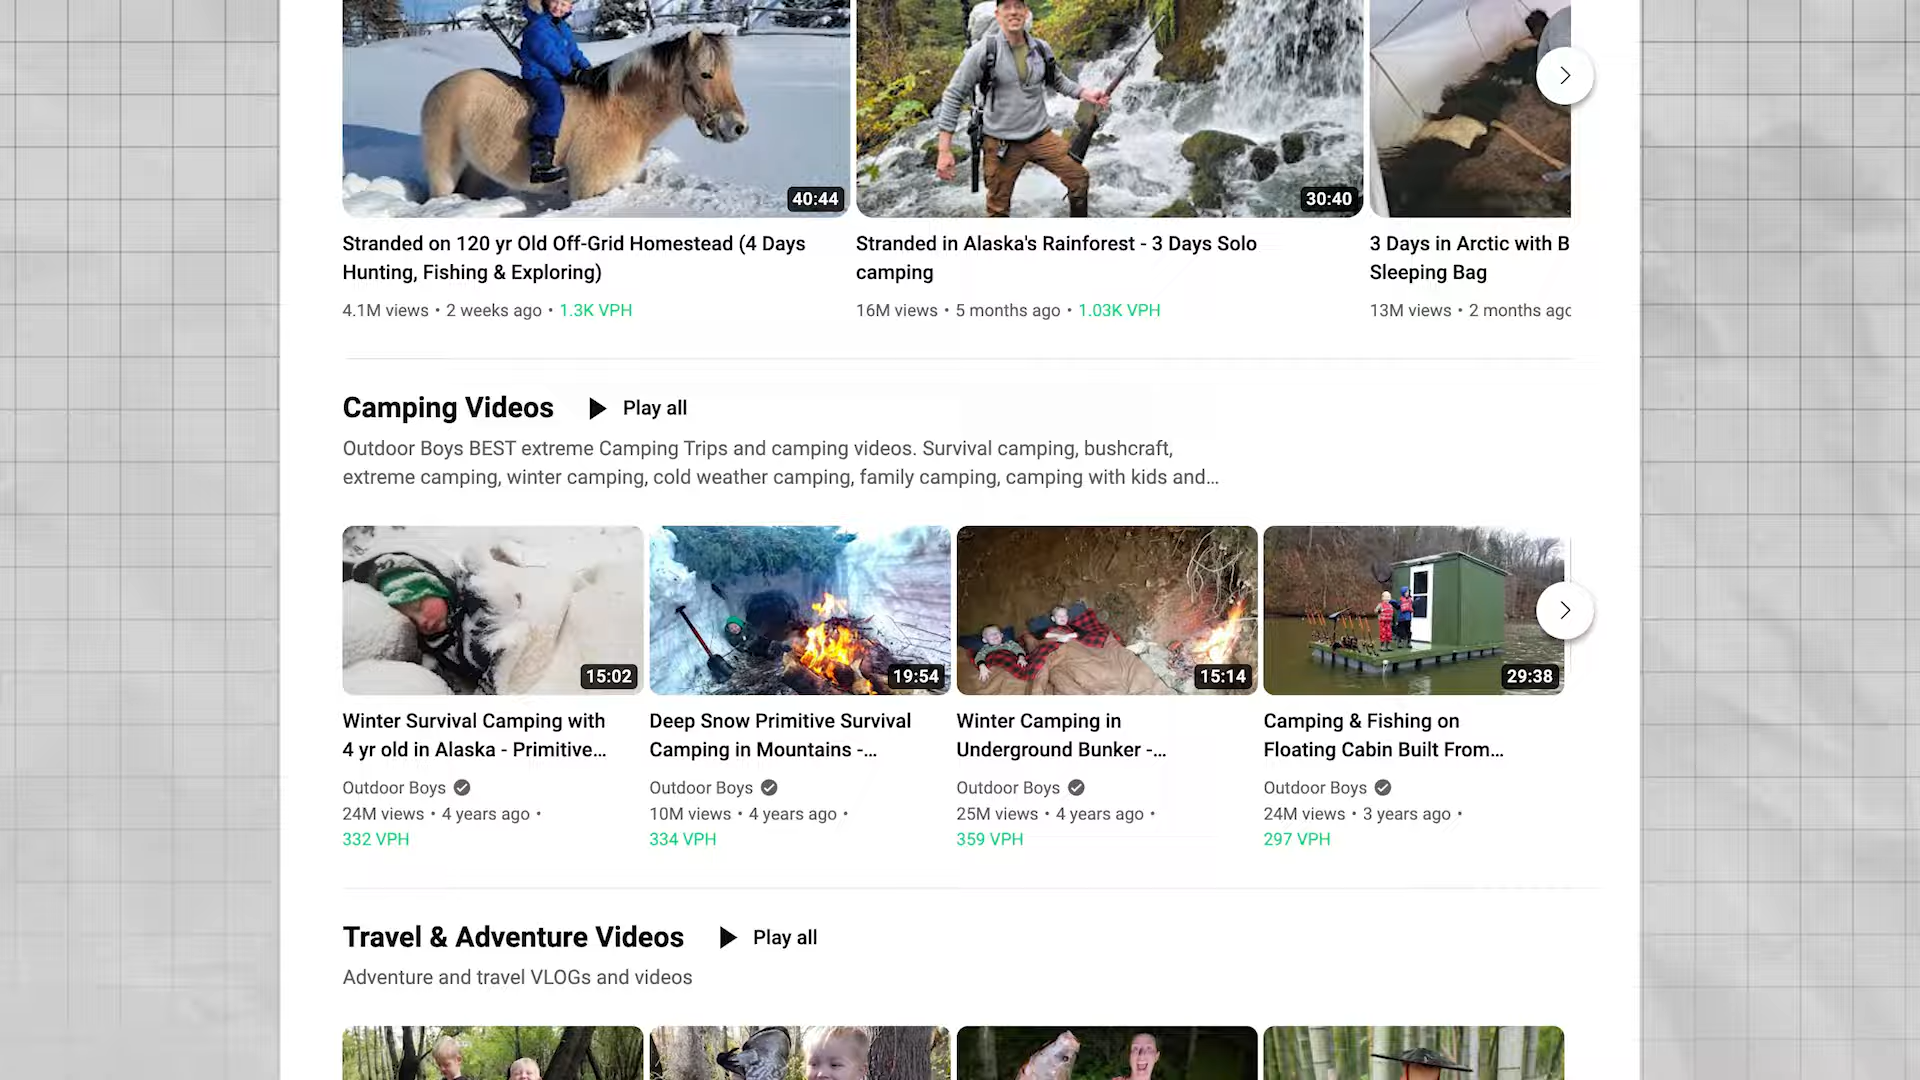 40:44
30:40
Stranded on 120 yr Old Off-Grid Homestead (4 Days
Hunting, Fishing & Exploring)
4.1M views • 2 weeks ago • 1.3K VPH
Stranded in Alaska's Rainforest - 3 Days Solo
camping
16M views • 5 months ago • 1.03K VPH
3 Days in Arctic with B
Sleeping Bag
13M views • 2 months ago
Camping Videos
Play all
Outdoor Boys BEST extreme Camping Trips and camping videos. Survival camping, bushcraft,
extreme camping, winter camping, cold weather camping, family camping, camping with kids and...
15:02
19:54
15:14
29:38
Winter Survival Camping with
4 yr old in Alaska - Primitive...
Outdoor Boys
24M views • 4 years ago •
332 VPH
Deep Snow Primitive Survival
Camping in Mountains -...
Outdoor Boys
10M views • 4 years ago •
334 VPH
Winter Camping in
Underground Bunker -...
Outdoor Boys
25M views • 4 years ago •
359 VPH
Camping & Fishing on
Floating Cabin Built From...
Outdoor Boys
24M views • 3 years ago •
297 VPH
Travel & Adventure Videos
Play all
Adventure and travel VLOGs and videos